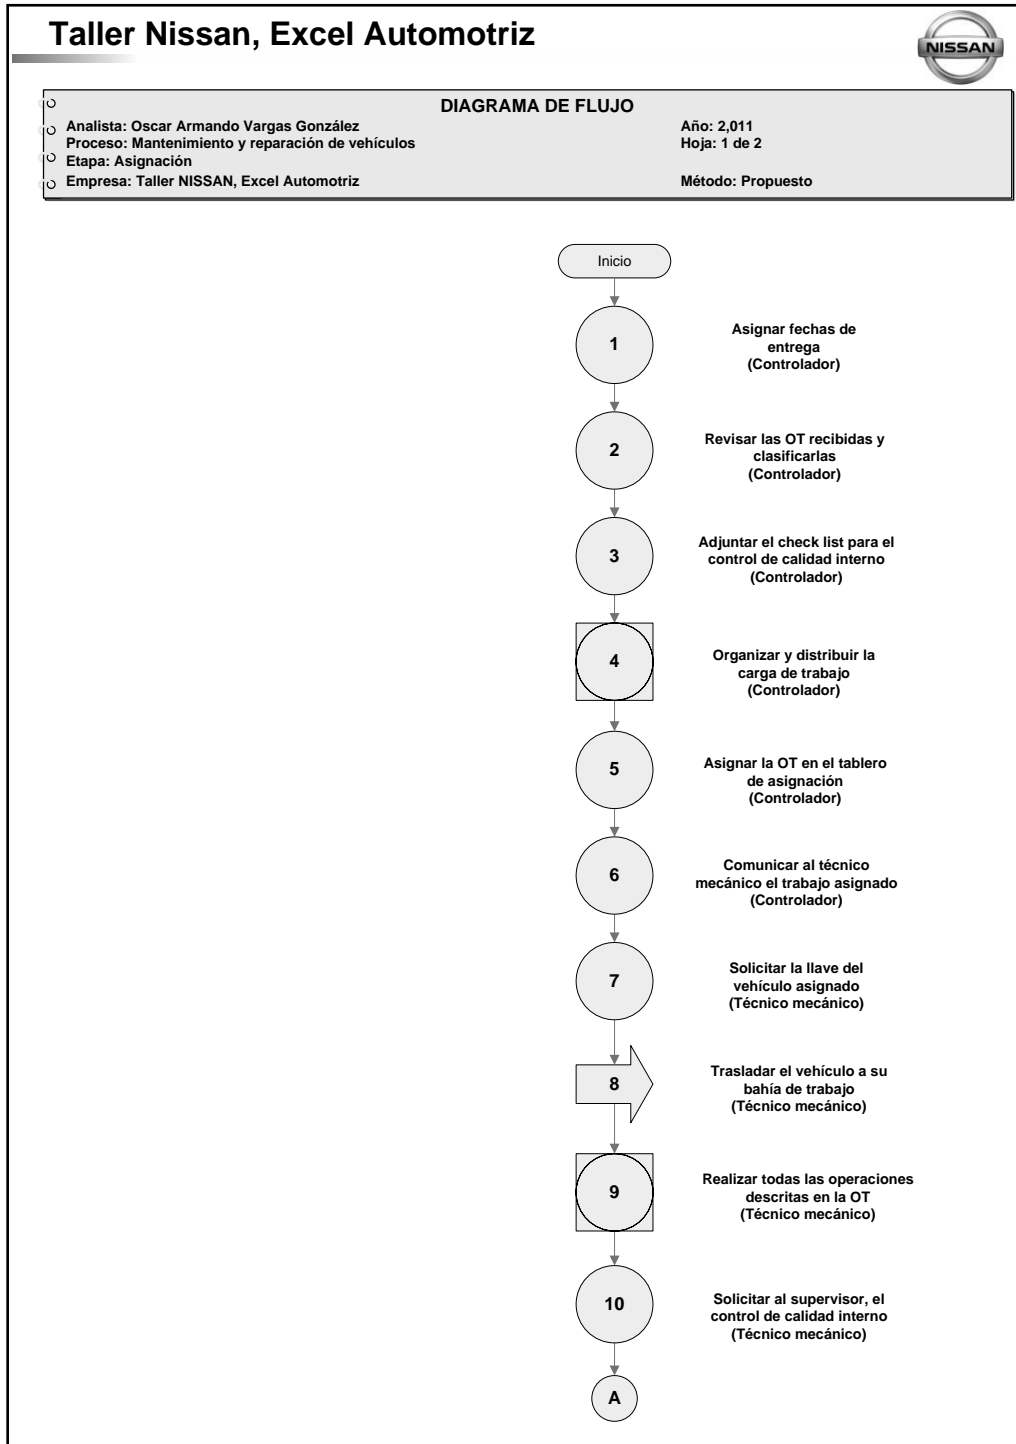 Taller Nissan, Excel Automotriz
NISSAN
DIAGRAMA DE FLUJO
Analista: Oscar Armando Vargas González
Año: 2,011
Proceso: Mantenimiento y reparación de vehículos
Hoja: 1 de 2
Etapa: Asignación
Empresa: Taller NISSAN, Excel Automotriz
Método: Propuesto
Inicio
1
Asignar fechas de
entrega
(Controlador)
2
Revisar las OT recibidas y
clasificarlas
(Controlador)
3
Adjuntar el check list para el
control de calidad interno
(Controlador)
4
Organizar y distribuir la
carga de trabajo
(Controlador)
5
Asignar la OT en el tablero
de asignación
(Controlador)
6
Comunicar al técnico
mecánico el trabajo asignado
(Controlador)
7
Solicitar la llave del
vehículo asignado
(Técnico mecánico)
8
Trasladar el vehículo a su
bahía de trabajo
(Técnico mecánico)
9
Realizar todas las operaciones
descritas en la OT
(Técnico mecánico)
10
Solicitar al supervisor, el
control de calidad interno
(Técnico mecánico)
A